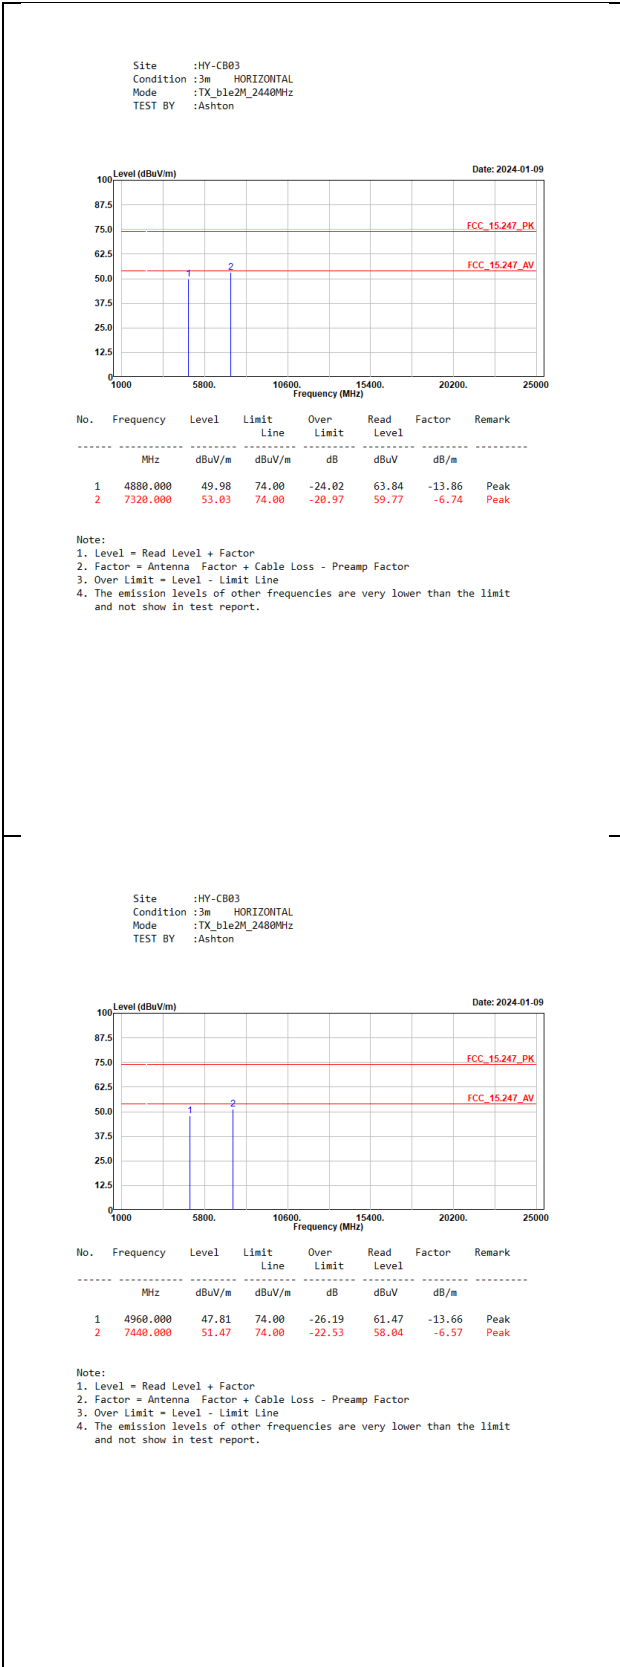 Site      :HY-CB03
Condition :3m    HORIZONTAL
Mode      :TX_ble2M_2440MHz
TEST BY   :Ashton
Level (dBuV/m)
Date: 2024-01-09
100
87.5
75.0
FCC_15.247_PK
62.5
FCC_15.247_AV
50.0
1
2
37.5
25.0
12.5
0
1000 5800. 10600. 15400. 20200. 25000
Frequency (MHz)
No. Frequency Level Limit Over Read Factor Remark
Line Limit Level
------ ----------- -------- --------- --------- -------- -------- ---------
MHz dBuV/m dBuV/m dB dBuV dB/m
1 4880.000 49.98 74.00 -24.02 63.84 -13.86 Peak
2 7320.000 53.03 74.00 -20.97 59.77 -6.74 Peak
Note:
1. Level = Read Level + Factor
2. Factor = Antenna  Factor + Cable Loss - Preamp Factor
3. Over Limit = Level - Limit Line
4. The emission levels of other frequencies are very lower than the limit
and not show in test report.
Site      :HY-CB03
Condition :3m    HORIZONTAL
Mode      :TX_ble2M_2480MHz
TEST BY   :Ashton
Level (dBuV/m)
Date: 2024-01-09
100
87.5
75.0
FCC_15.247_PK
62.5
FCC_15.247_AV
50.0
1
2
37.5
25.0
12.5
0
1000 5800. 10600. 15400. 20200. 25000
Frequency (MHz)
No. Frequency Level Limit Over Read Factor Remark
Line Limit Level
------ ----------- -------- --------- --------- -------- -------- ---------
MHz dBuV/m dBuV/m dB dBuV dB/m
1 4960.000 47.81 74.00 -26.19 61.47 -13.66 Peak
2 7440.000 51.47 74.00 -22.53 58.04 -6.57 Peak
Note:
1. Level = Read Level + Factor
2. Factor = Antenna  Factor + Cable Loss - Preamp Factor
3. Over Limit = Level - Limit Line
4. The emission levels of other frequencies are very lower than the limit
and not show in test report.